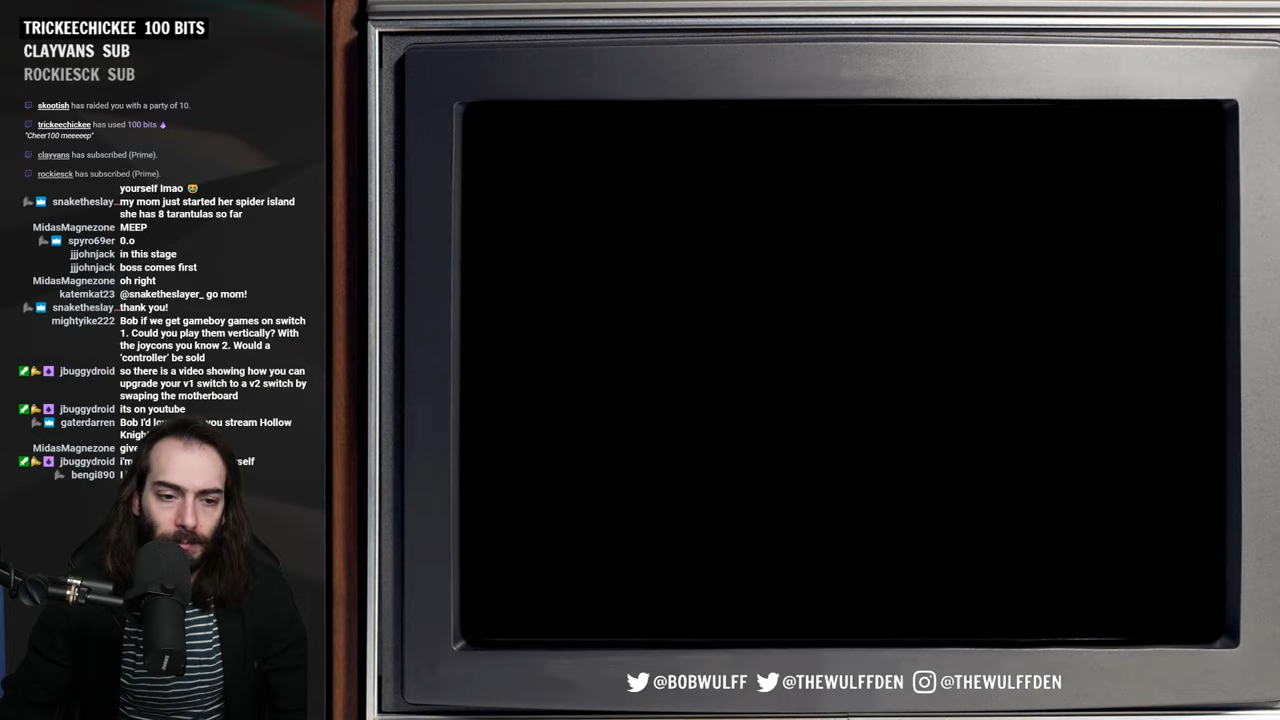 TRICKEECHICKEE 100 BITS
CLAYVANS SUB
ROCKIESCK SUB
skootish has raided you with a party of 10.
trickeechickee has used 100 bits
"Cheer100 meeeeep"
clayvans has subscribed (Prime).
rockiesck has subscribed (Prime).
yourself lmao 😭
snaketheslay... my mom just started her spider island
she has 8 tarantulas so far
MidasMagnezone MEEP
spyro69er 0.o
jjjohnjack in this stage
jjjohnjack boss comes first
MidasMagnezone oh right
katemkat23 @snaketheslayer_ go mom!
snaketheslay... thank you!
mightyike222 Bob if we get gameboy games on switch
1. Could you play them vertically? With
the joycons you know 2. Would a
‘controller’ be sold
jbuggydroid so there is a video showing how you can
upgrade your v1 switch to a v2 switch by
swaping the motherboard
jbuggydroid its on youtube
gaterdarren Bob I'd you stream Hollow
MidasMagnezone
jbuggydroid
bengi890
@BOBWULFF @THEWULFFDEN @THEWULFFDEN